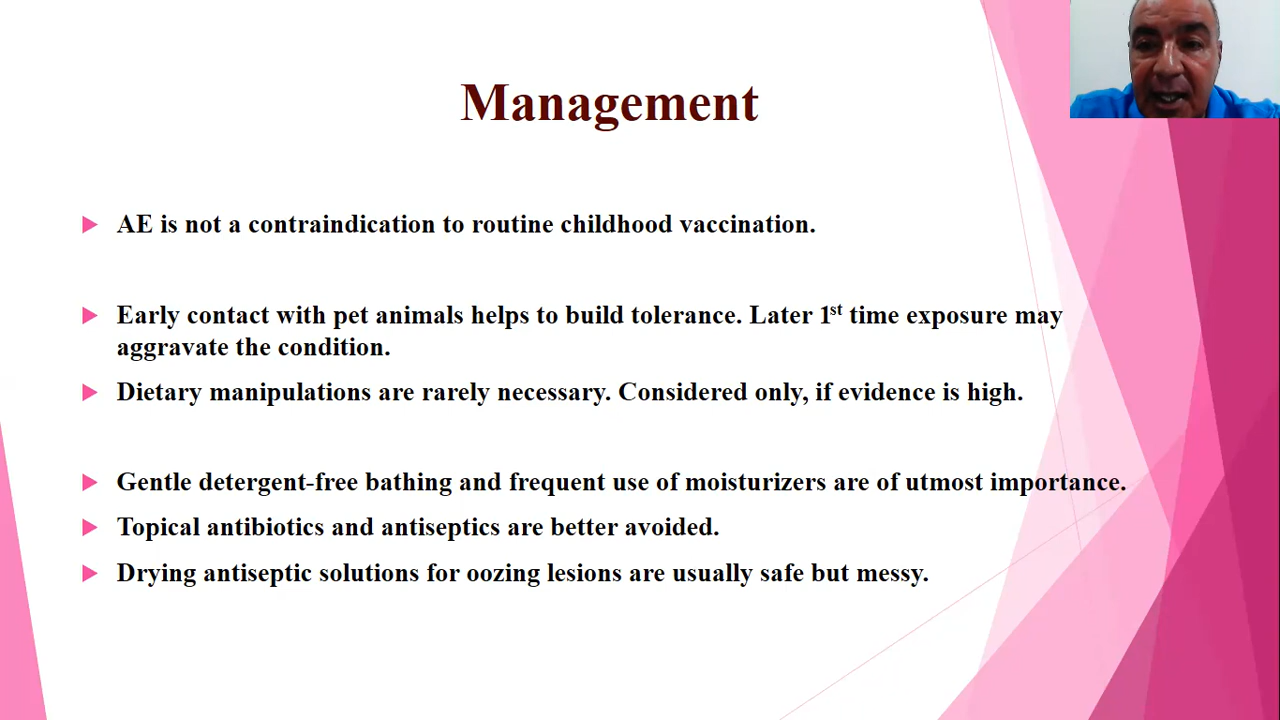 Management
AE is not a contraindication to routine childhood vaccination.
Early contact with pet animals helps to build tolerance. Later 1st time exposure may
aggravate the condition.
Dietary manipulations are rarely necessary. Considered only, if evidence is high.
Gentle detergent-free bathing and frequent use of moisturizers are of utmost importance.
Topical antibiotics and antiseptics are better avoided.
Drying antiseptic solutions for oozing lesions are usually safe but messy.